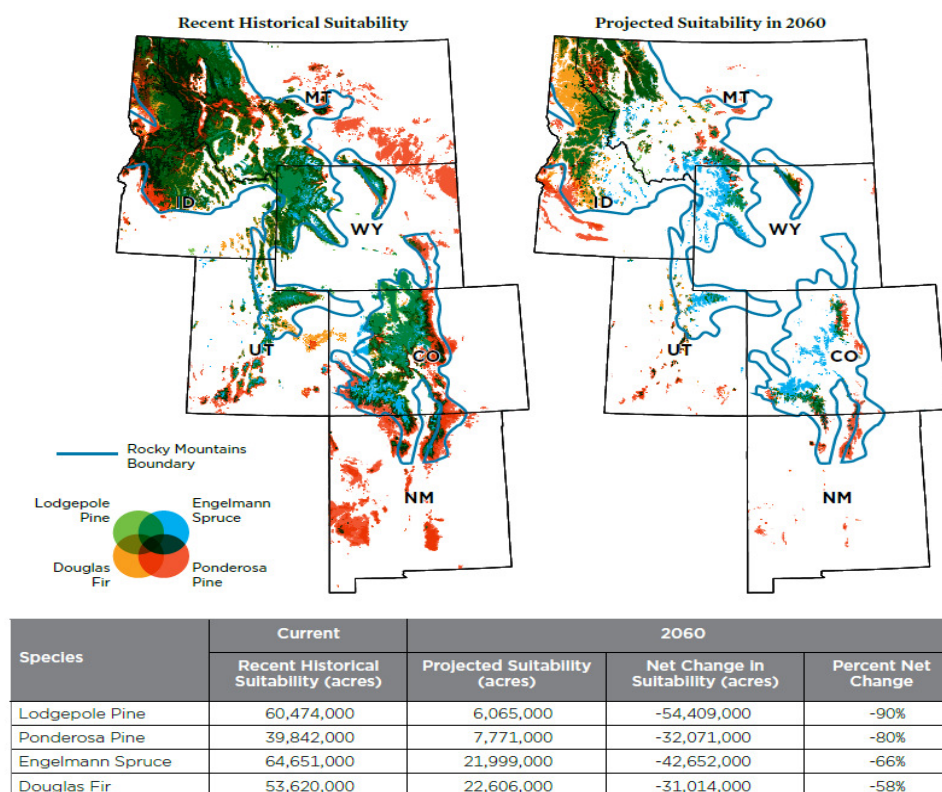 Recent Historical Suitability
Projected Suitability in 2060
MT
ID
WY
UT
CO
NM
MT
ID
WY
UT
CO
NM
Rocky Mountains
Boundary
Lodgepole
Pine
Engelmann
Spruce
Douglas
Fir
Ponderosa
Pine
Species
Current
2060
Recent Historical
Suitability (acres)
Projected Suitability
(acres)
Net Change in
Suitability (acres)
Percent Net
Change
Lodgepole Pine 60,474,000 6,065,000 -54,409,000 -90%
Ponderosa Pine 39,842,000 7,771,000 -32,071,000 -80%
Engelmann Spruce 64,651,000 21,999,000 -42,652,000 -66%
Douglas Fir 53,620,000 22,606,000 -31,014,000 -58%